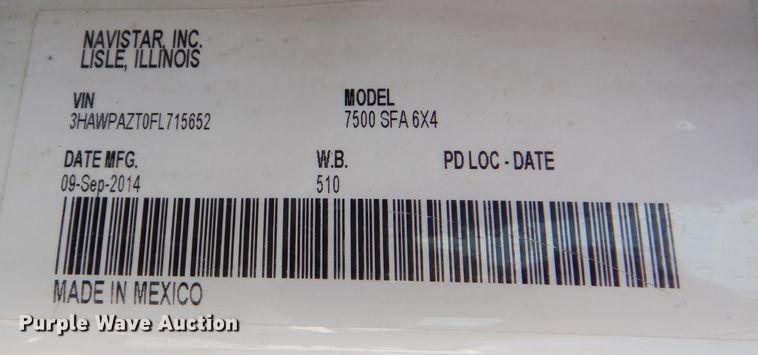 NAVISTAR, INC.
LISLE, ILLINOIS
VIN MODEL
3HAWPAZT0FL715652 7500 SFA 6X4
DATE MFG. W.B. PD LOC - DATE
09-Sep-2014 510
MADE IN MEXICO
Purple Wave Auction